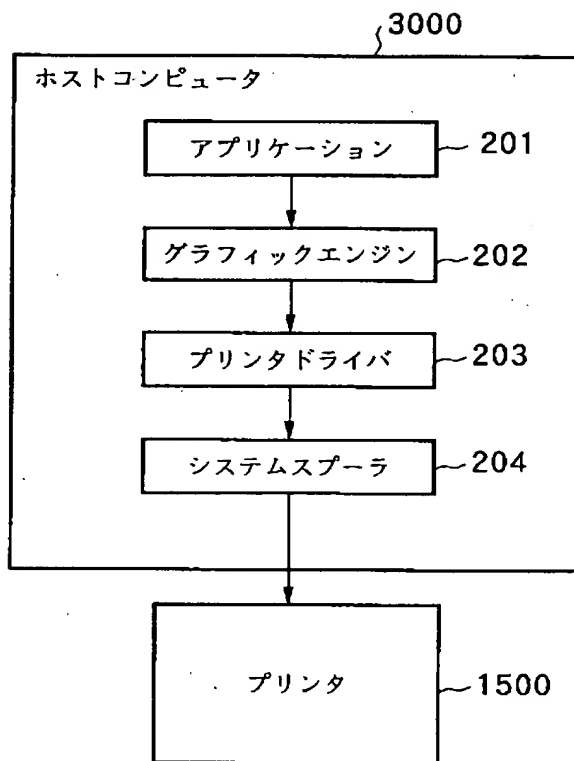 3000
ホストコンピュータ
アプリケーション 201
グラフィックエンジン 202
プリンタドライバ 203
システムスプーラ 204
プリンタ 1500